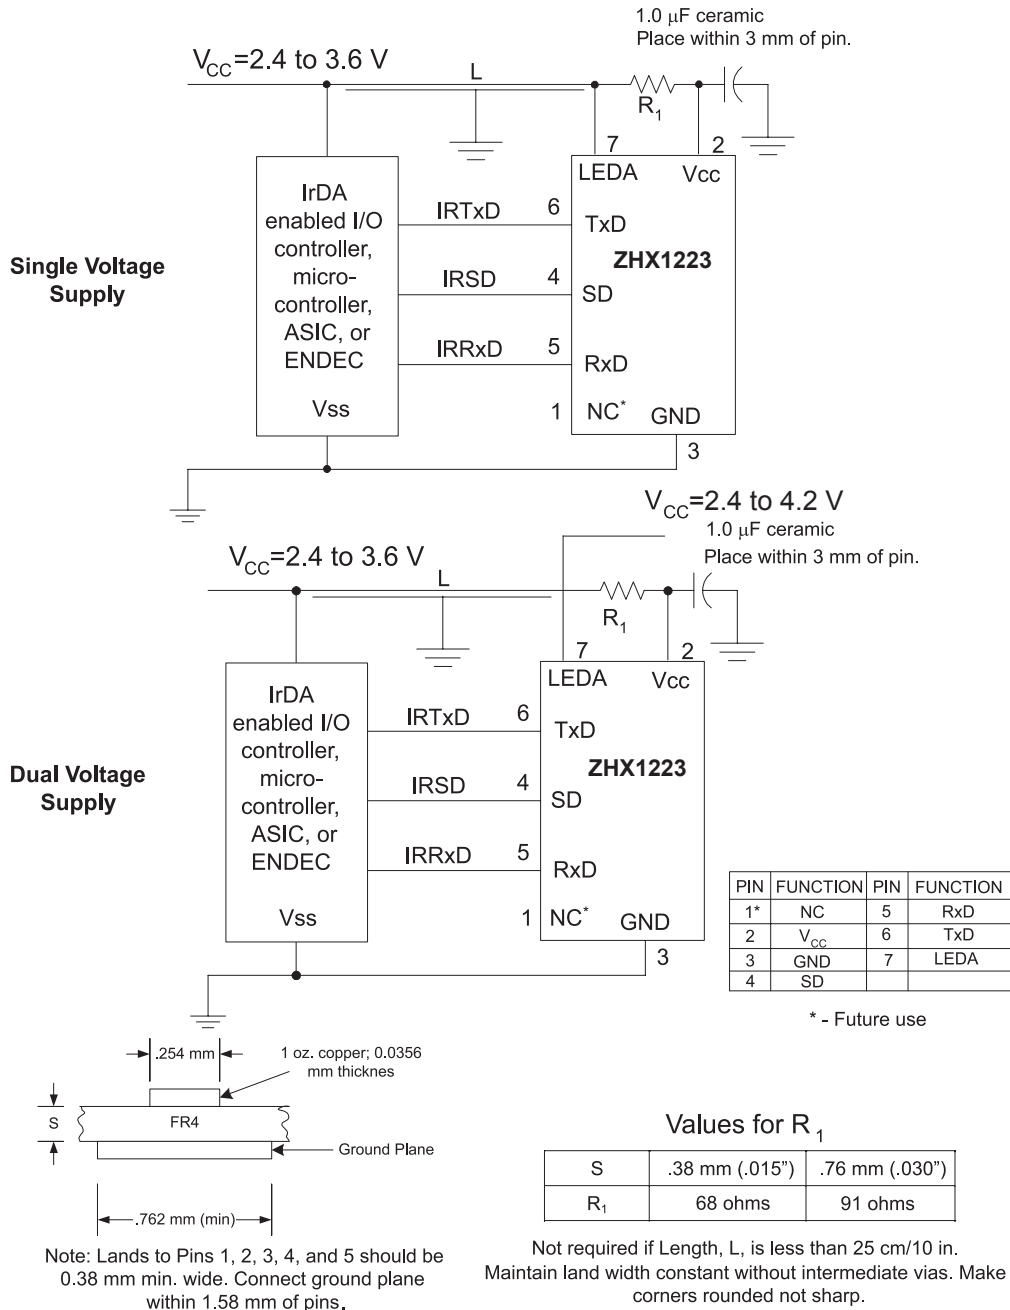 1.0 μF ceramic
Place within 3 mm of pin.
V_CC=2.4 to 3.6 V
L
R_1
7
2
LEDA
Vcc
IrDA
enabled I/O
controller,
micro-
controller,
ASIC, or
ENDEC
Vss
IRTxD
6
TxD
ZHX1223
Single Voltage
Supply
IRSD
4
SD
IRRxD
5
RxD
1
NC*
GND
3
V_CC=2.4 to 4.2 V
1.0 μF ceramic
Place within 3 mm of pin.
V_CC=2.4 to 3.6 V
L
R_1
7
2
LEDA
Vcc
IrDA
enabled I/O
controller,
micro-
controller,
ASIC, or
ENDEC
Vss
IRTxD
6
TxD
ZHX1223
Dual Voltage
Supply
IRSD
4
SD
IRRxD
5
RxD
1
NC*
GND
3
PIN FUNCTION PIN FUNCTION
1* NC 5 RxD
2 V_CC 6 TxD
3 GND 7 LEDA
4 SD
* - Future use
.254 mm
1 oz. copper; 0.0356
mm thicknes
S
FR4
Ground Plane
.762 mm (min)
Note: Lands to Pins 1, 2, 3, 4, and 5 should be
0.38 mm min. wide. Connect ground plane
within 1.58 mm of pins.
Values for R_1
S .38 mm (.015") .76 mm (.030")
R_1 68 ohms 91 ohms
Not required if Length, L, is less than 25 cm/10 in.
Maintain land width constant without intermediate vias. Make
corners rounded not sharp.